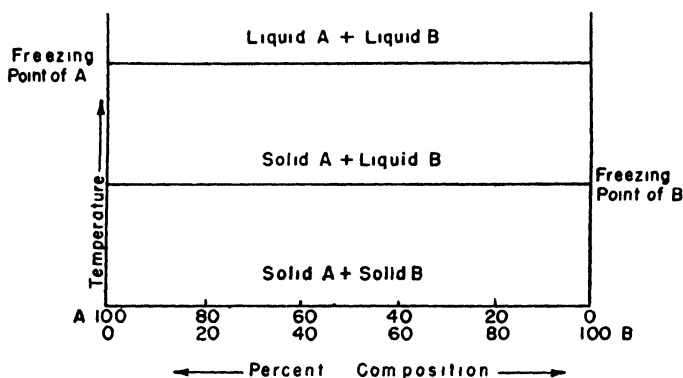 Liquid A + Liquid B
Freezing
Point of A
Solid A + Liquid B
Freezing
Point of B
Temperature
Solid A + Solid B
A 100 80 60 40 20 0
0 20 40 60 80 100 B
Percent Composition